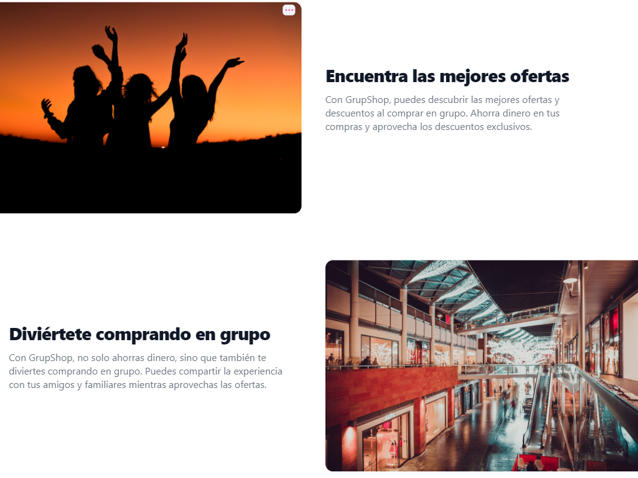 Encuentra las mejores ofertas
Con GrupShop, puedes descubrir las mejores ofertas y
descuentos al comprar en grupo. Ahorra dinero en tus
compras y aprovecha los descuentos exclusivos.
Diviértete comprando en grupo
Con GrupShop, no solo ahorras dinero, sino que también te
diviertes comprando en grupo. Puedes compartir la experiencia
con tus amigos y familiares mientras aprovechas las ofertas.